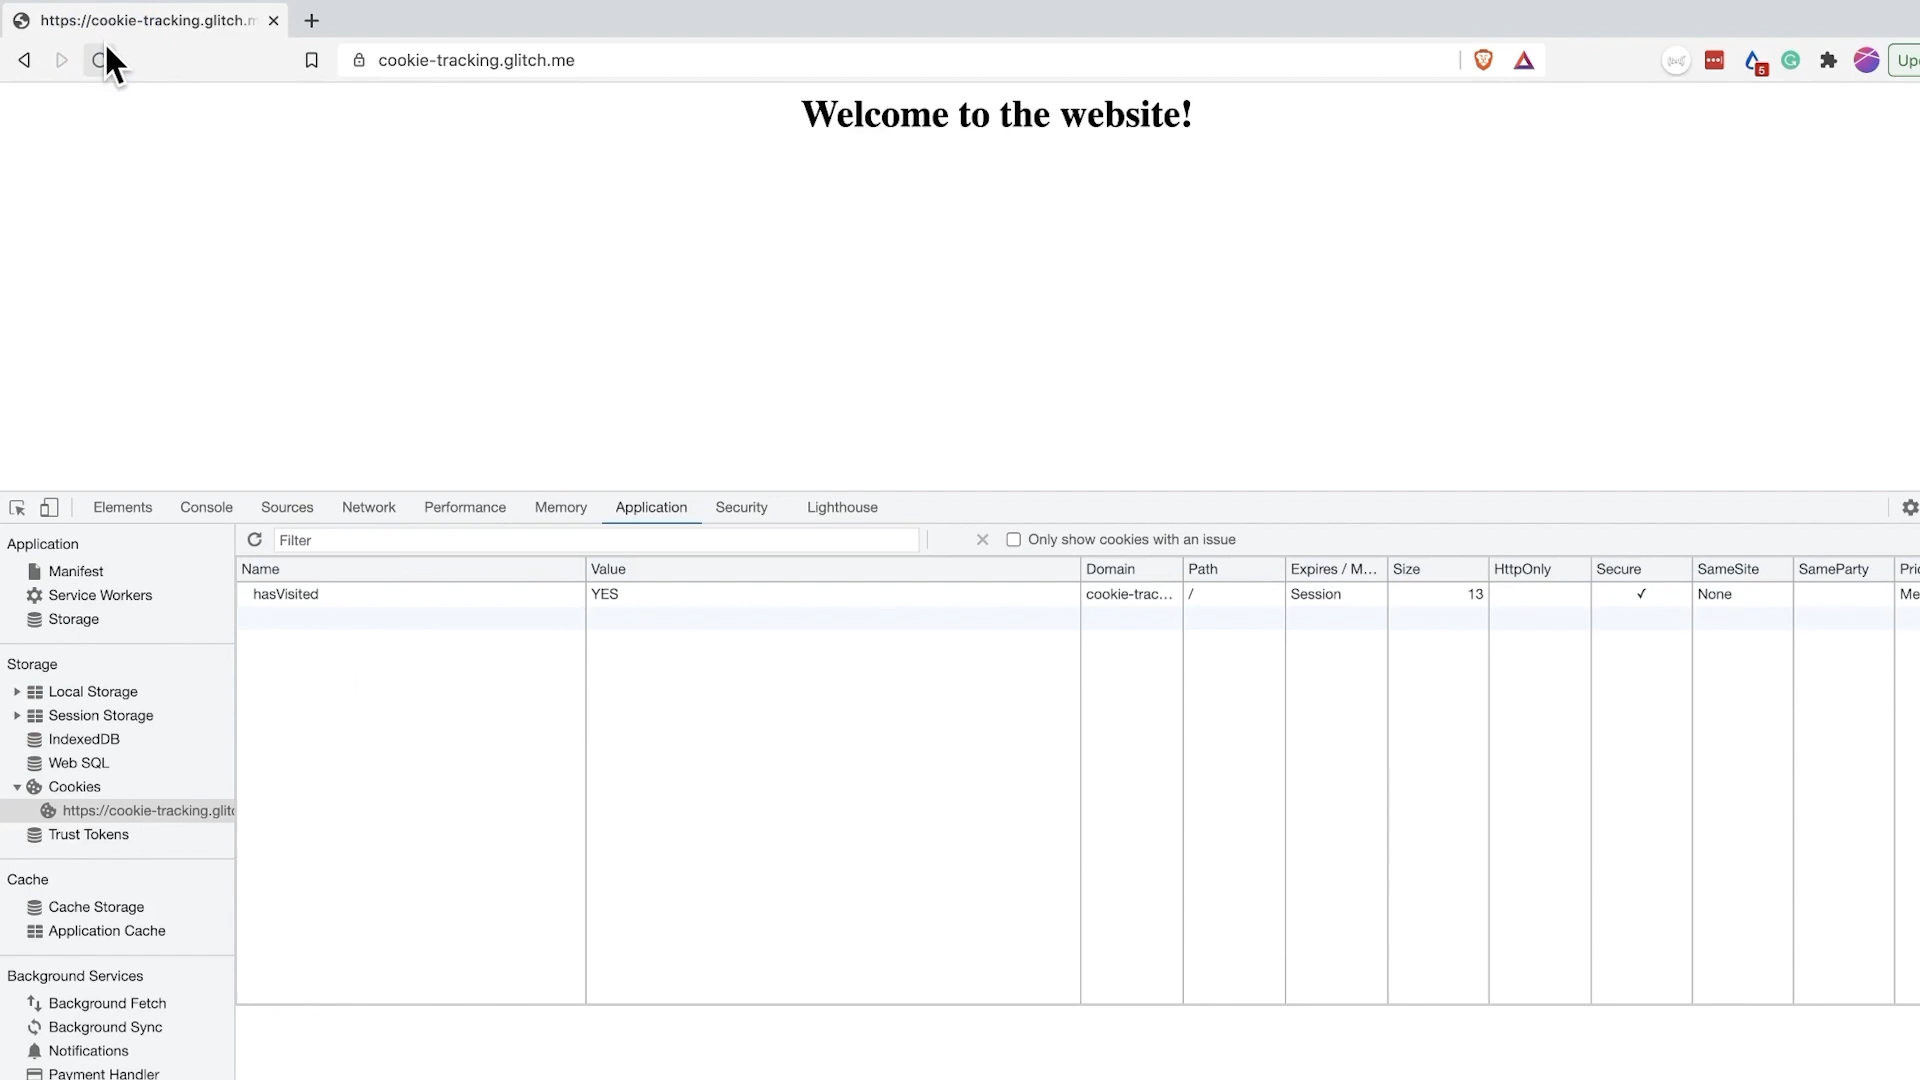 https://cookie-tracking.glitch.m
cookie-tracking.glitch.me
5
Welcome to the website!
Elements Console Sources Network Performance Memory Application Security Lighthouse
Application
Manifest
Service Workers
Storage
Storage
Local Storage
Session Storage
IndexedDB
Web SQL
Cookies
https://cookie-tracking.glitc
Trust Tokens
Cache
Cache Storage
Application Cache
Background Services
Background Fetch
Background Sync
Notifications
Payment Handler
Filter
Only show cookies with an issue
Name Value Domain Path Expires / M... Size HttpOnly Secure SameSite SameParty
hasVisited YES cookie-trac... / Session 13 ✓ None